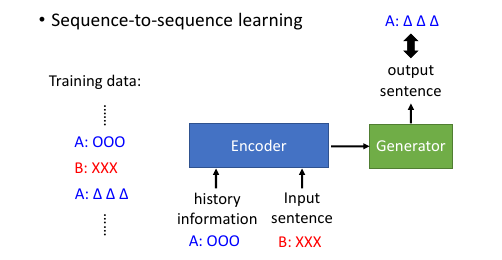 • Sequence-to-sequence learning
Training data:
A: OOO
B: XXX
A: Δ Δ Δ
Encoder
history
information
A: OOO
Input
sentence
B: XXX
Generator
output
sentence
A: Δ Δ Δ